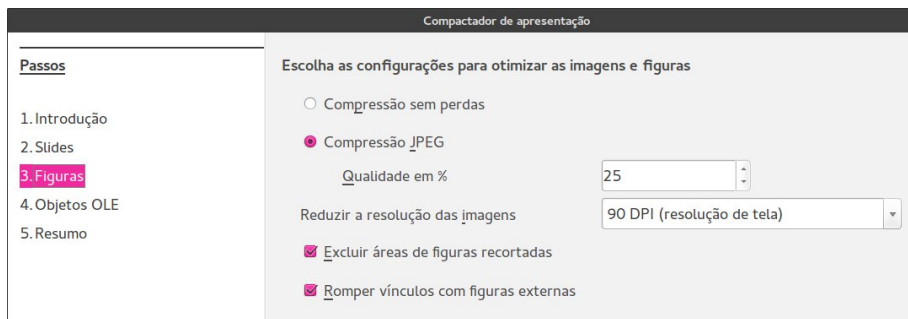 Compactador de apresentação
Passos
1. Introdução
2. Slides
3. Figuras
4. Objetos OLE
5. Resumo
Escolha as configurações para otimizar as imagens e figuras
Compressão sem perdas
Compressão JPEG
Qualidade em % 25
Reduzir a resolução das imagens 90 DPI (resolução de tela)
Excluir áreas de figuras recortadas
Romper vínculos com figuras externas